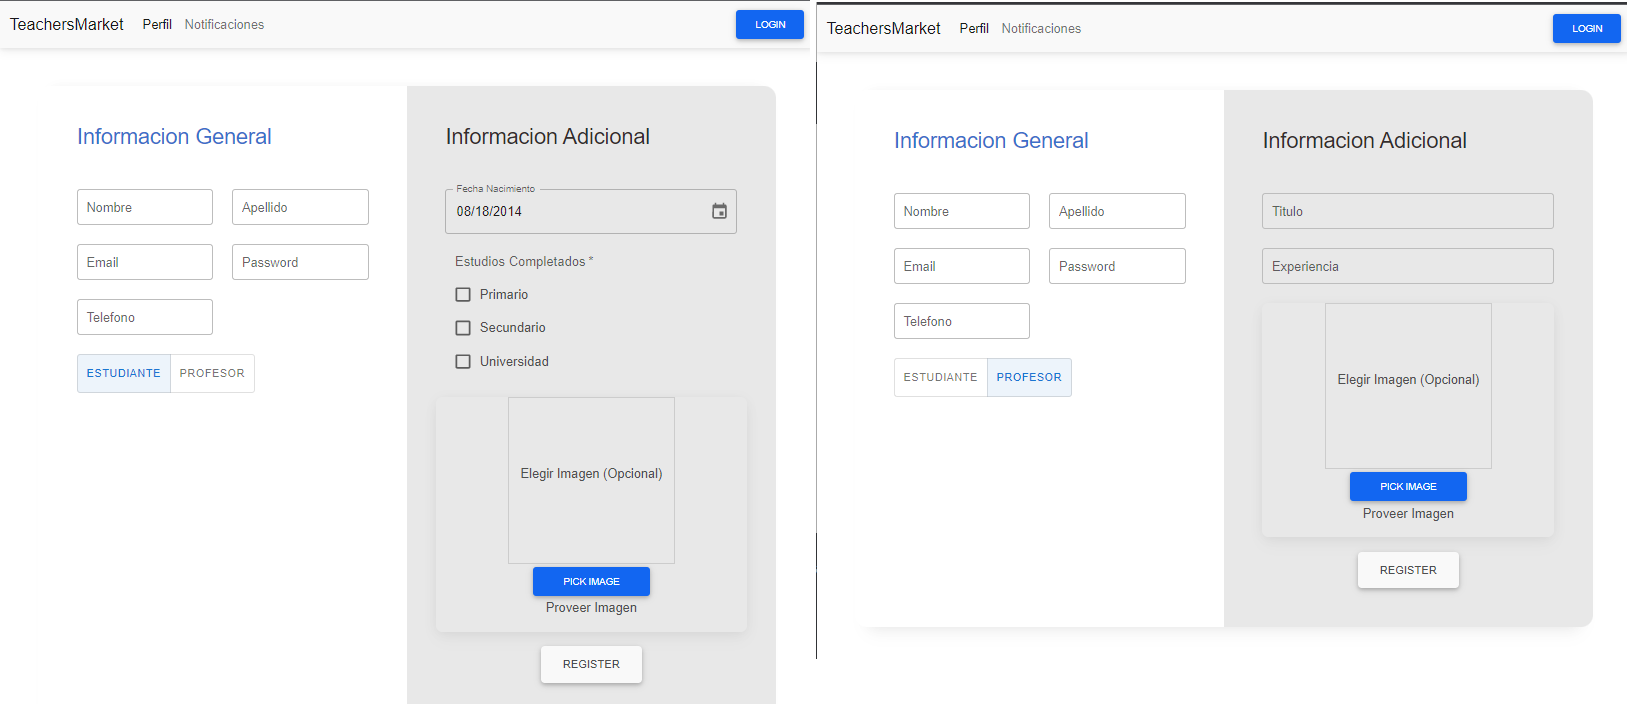 TeachersMarket Perfil Notificaciones LOGIN
Informacion General
Nombre Apellido
Email Password
Telefono
ESTUDIANTE PROFESOR
Informacion Adicional
Fecha Nacimiento
08/18/2014
Estudios Completados *
Primario
Secundario
Universidad
Elegir Imagen (Opcional)
PICK IMAGE
Proveer Imagen
REGISTER
TeachersMarket Perfil Notificaciones LOGIN
Informacion General
Nombre Apellido
Email Password
Telefono
ESTUDIANTE PROFESOR
Informacion Adicional
Titulo
Experiencia
Elegir Imagen (Opcional)
PICK IMAGE
Proveer Imagen
REGISTER